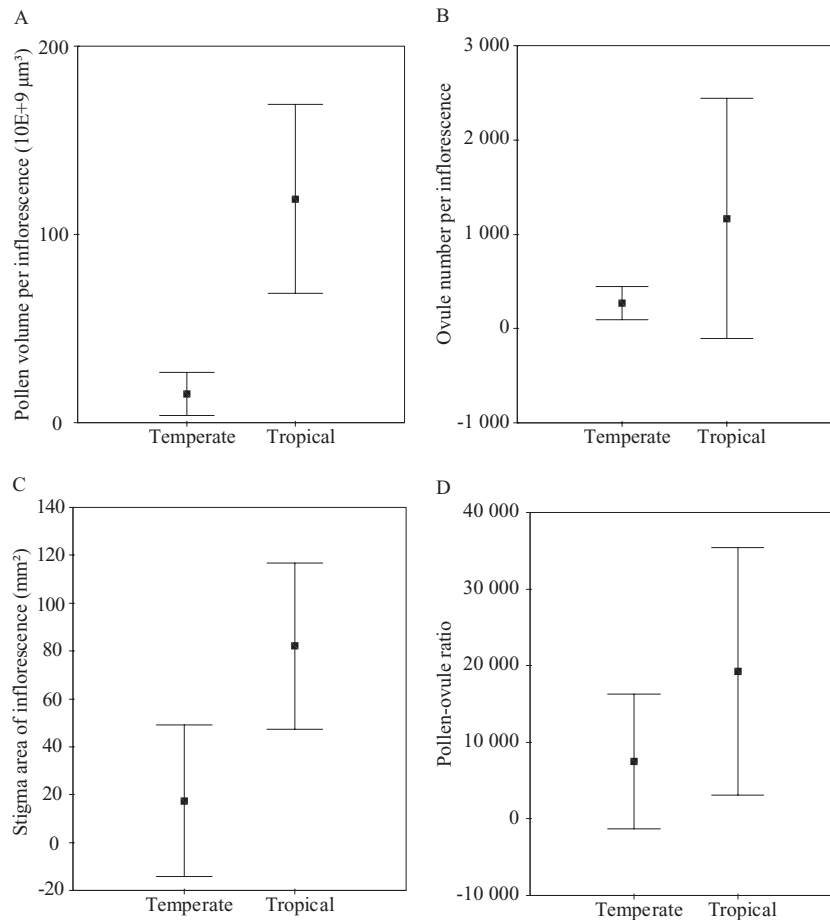 A
Pollen volume per inflorescence (10E+9 µm³)
200
100
0
Temperate
Tropical
B
Ovule number per inflorescence
3 000
2 000
1 000
0
-1 000
Temperate
Tropical
C
Stigma area of inflorescence (mm²)
140
120
100
80
60
40
20
0
-20
Temperate
Tropical
D
Pollen-ovule ratio
40 000
30 000
20 000
10 000
0
-10 000
Temperate
Tropical